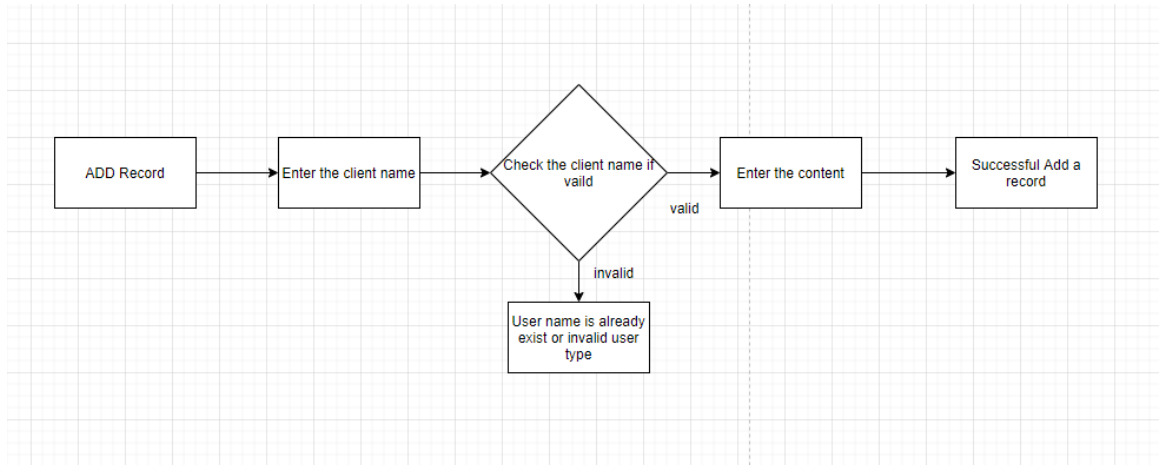 ADD Record
Enter the client name
Check the client name if
vaild
valid
Enter the content
Successful Add a
record
invalid
User name is already
exist or invalid user
type